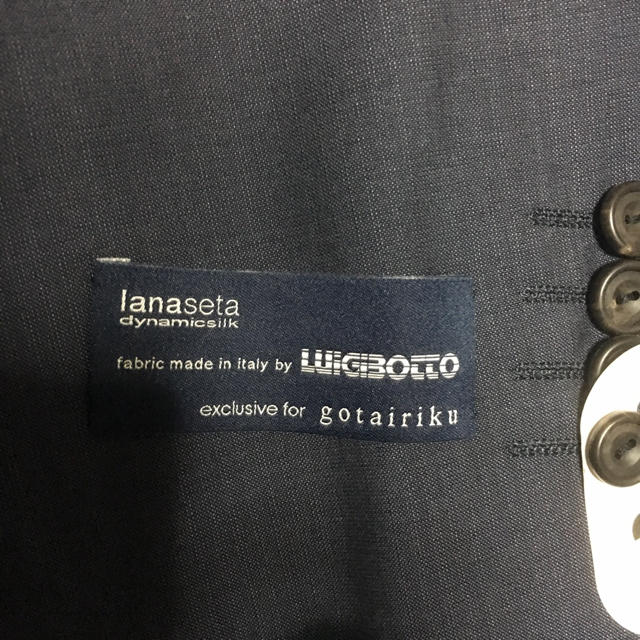 lanaseta
dynamicsilk
fabric made in italy by LUIGIBOTTO
exclusive for gotairiku